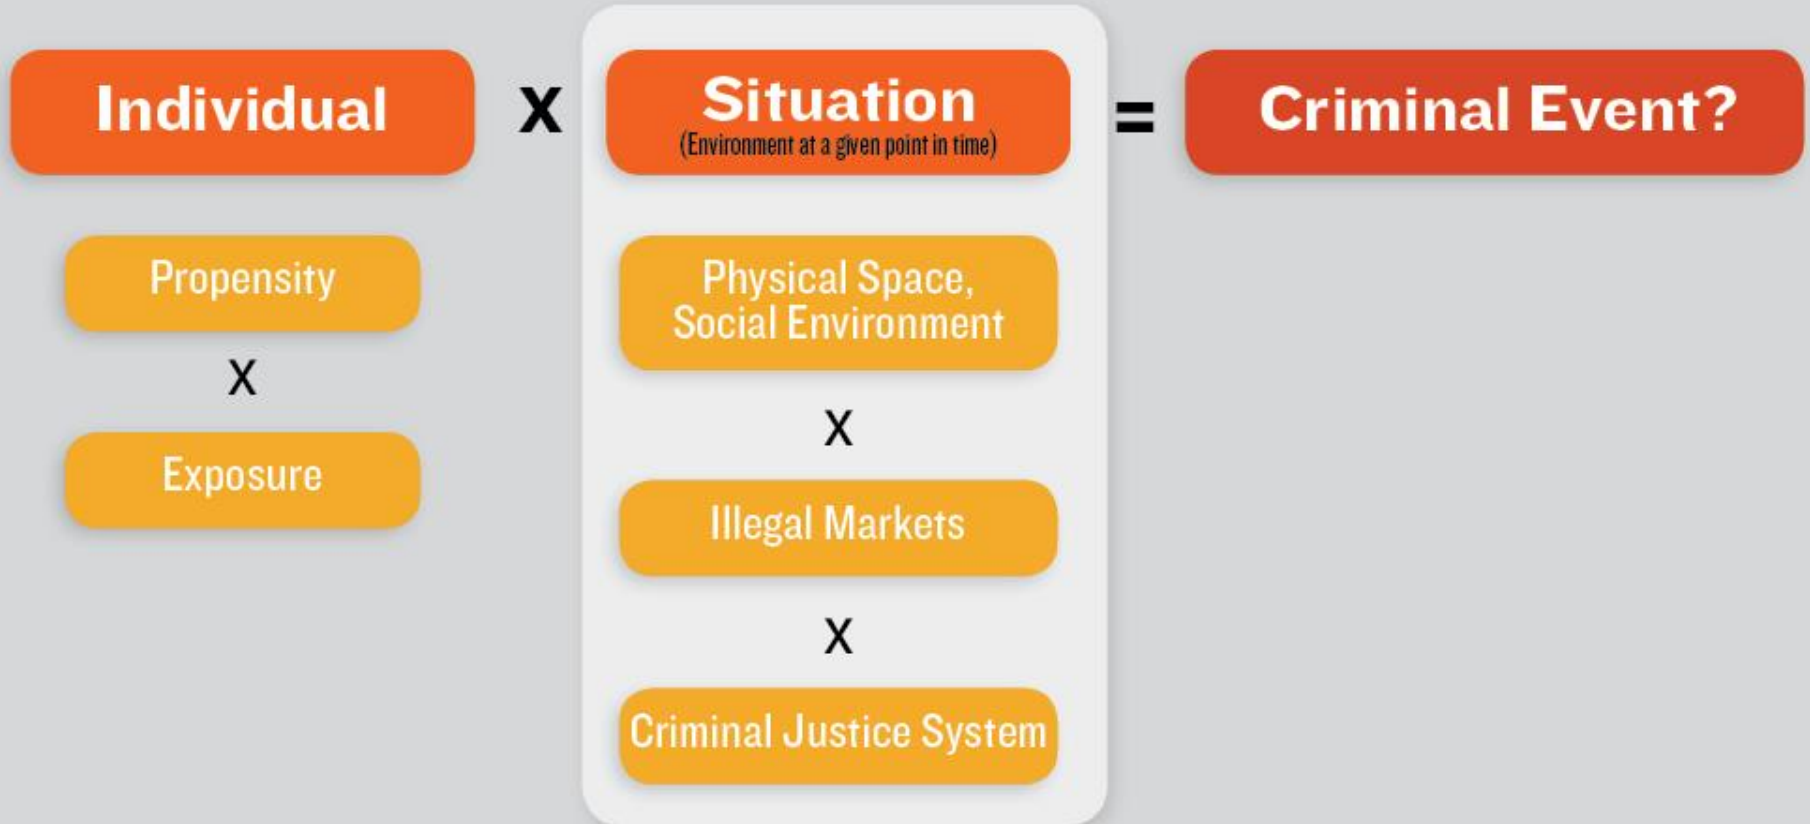 Individual
X
Situation
(Environment at a given point in time)
=
Criminal Event?
Propensity
X
Exposure
Physical Space,
Social Environment
X
Illegal Markets
X
Criminal Justice System